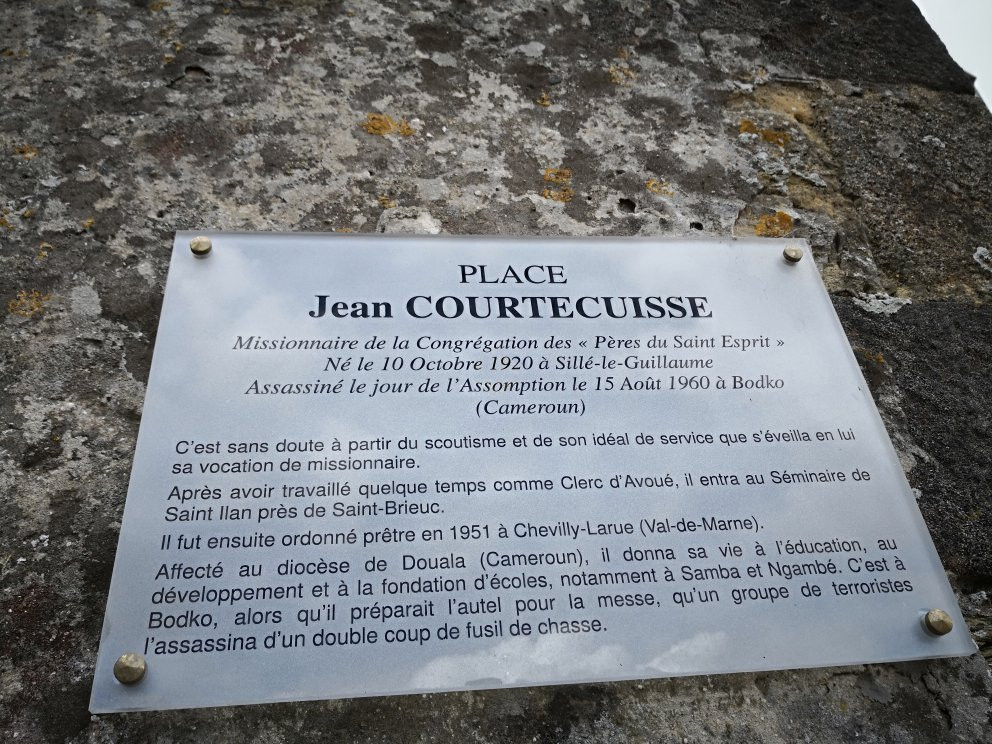 PLACE
Jean COURTECUISSE
Missionnaire de la Congrégation des « Pères du Saint Esprit »
Né le 10 Octobre 1920 à Sillé-le-Guillaume
Assassiné le jour de l'Assomption le 15 Août 1960 à Bodko
(Cameroun)
C'est sans doute à partir du scoutisme et de son idéal de service que s'éveilla en lui
sa vocation de missionnaire.
Après avoir travaillé quelque temps comme Clerc d'Avoué, il entra au Séminaire de
Saint Ilan près de Saint-Brieuc.
Il fut ensuite ordonné prêtre en 1951 à Chevilly-Larue (Val-de-Marne).
Affecté au diocèse de Douala (Cameroun), il donna sa vie à l'éducation, au
développement et à la fondation d'écoles, notamment à Samba et Ngambé. C'est à
Bodko, alors qu'il préparait l'autel pour la messe, qu'un groupe de terroristes
l'assassina d'un double coup de fusil de chasse.